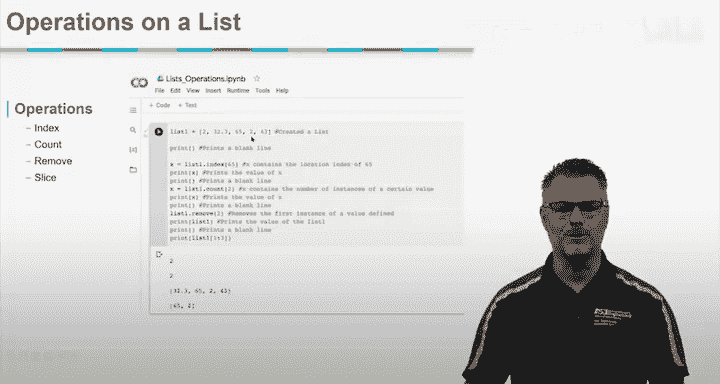 Operations on a List
Lists_Operations.ipynb
File Edit View Insert Runtime Tools Help
+ Code + Text
Operations
– Index
– Count
– Remove
– Slice
list1 = [2, 32.3, 65, 2, 43] #Created a List
print() #Prints a blank line
x = list1.index(65) #x contains the location index of 65
print(x) #Prints the value of x
print() #Prints a blank line
x = list1.count(2) #x contains the number of instances of a certain value
print(x) #Prints the value of x
print() #Prints a blank line
list1.remove(2) #Removes the first instance of a value defined
print(list1) #Prints the value of the list1
print() #Prints a blank line
print(list1[1:3])
2
2
[32.3, 65, 2, 43]
[65, 2]